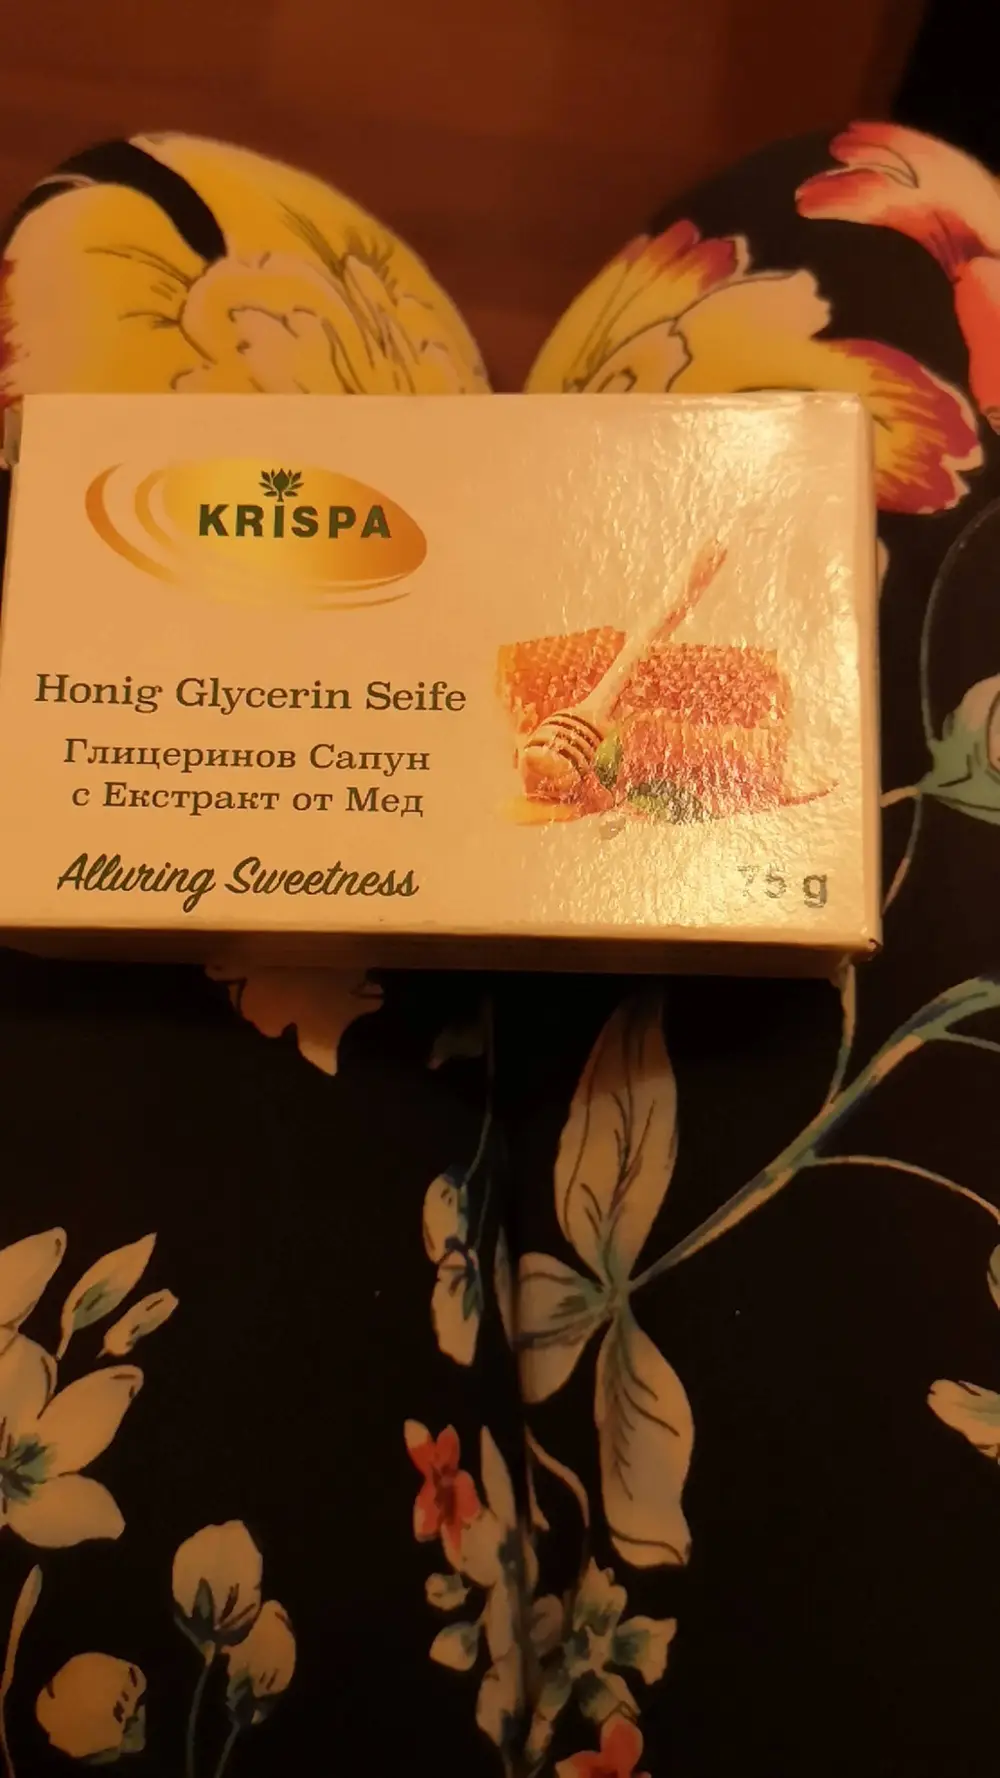 KRISPA
Honig Glycerin Seife
Глицеринов Сапун
с Екстракт от Мед
Alluring Sweetness
75 g